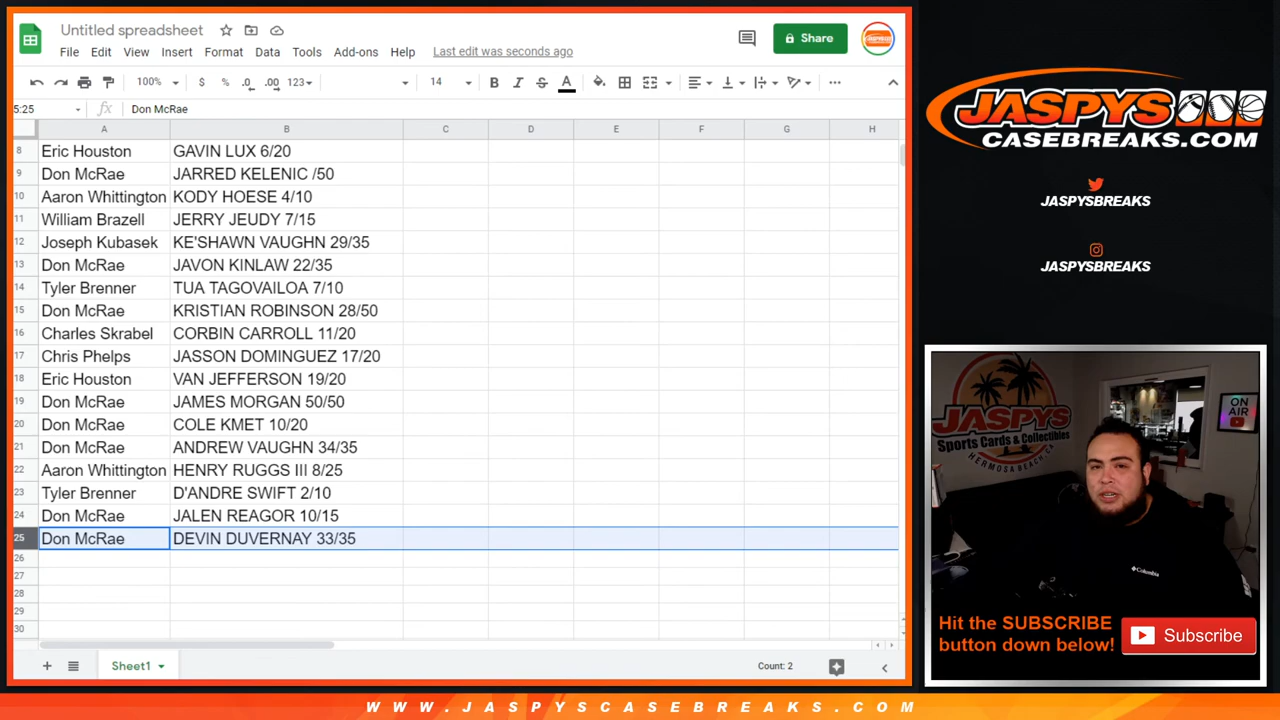 Untitled spreadsheet
File Edit View Insert Format Data Tools Add-ons Help Last edit was seconds ago
Share
100% $ % .0 .00 123 14 B I S A
5:25 fx Don McRae
A B C D E F G H
8 Eric Houston GAVIN LUX 6/20
9 Don McRae JARRED KELENIC /50
10 Aaron Whittington KODY HOESE 4/10
11 William Brazell JERRY JEUDY 7/15
12 Joseph Kubasek KE'SHAWN VAUGHN 29/35
13 Don McRae JAVON KINLAW 22/35
14 Tyler Brenner TUA TAGOVAILOA 7/10
15 Don McRae KRISTIAN ROBINSON 28/50
16 Charles Skrabel CORBIN CARROLL 11/20
17 Chris Phelps JASSON DOMINGUEZ 17/20
18 Eric Houston VAN JEFFERSON 19/20
19 Don McRae JAMES MORGAN 50/50
20 Don McRae COLE KMET 10/20
21 Don McRae ANDREW VAUGHN 34/35
22 Aaron Whittington HENRY RUGGS III 8/25
23 Tyler Brenner D'ANDRE SWIFT 2/10
24 Don McRae JALEN REAGOR 10/15
25 Don McRae DEVIN DUVERNAY 33/35
26
27
28
29
30
Sheet1
Count: 2
JASPYS
CASEBREAKS.COM
JASPYSBREAKS
JASPYSBREAKS
JASPYS
Sports Cards & Collectibles
HERMOSA BEACH, CA
ON
AIR
Columbia
Hit the SUBSCRIBE
button down below!
Subscribe
WWW.JASPYSCASEBREAKS.COM